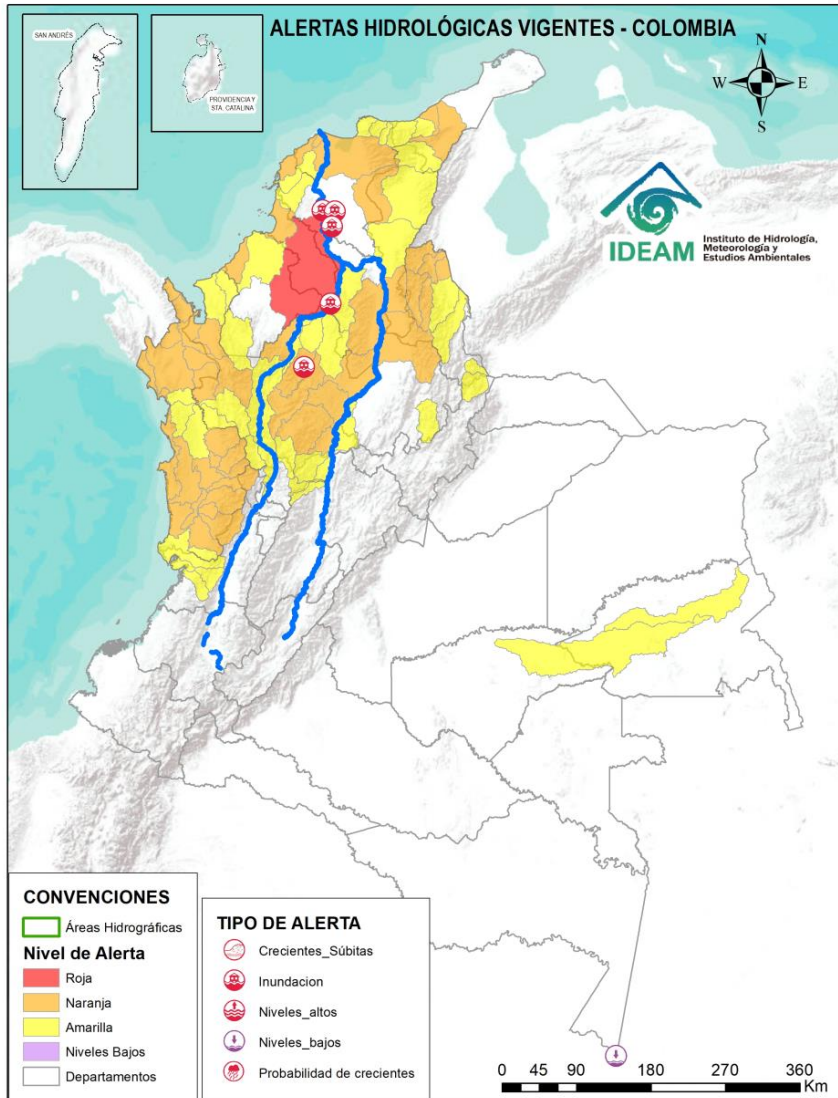 ALERTAS HIDROLÓGICAS VIGENTES - COLOMBIA
SAN ANDRÉS
PROVIDENCIA Y
STA. CATALINA
N
W
E
S
IDEAM
Instituto de Hidrología,
Meteorología y
Estudios Ambientales
CONVENCIONES
Áreas Hidrográficas
Nivel de Alerta
Roja
Naranja
Amarilla
Niveles Bajos
Departamentos
TIPO DE ALERTA
Crecientes_Súbitas
Inundacion
Niveles_altos
Niveles_bajos
Probabilidad de crecientes
0 45 90 180 270 360
Km